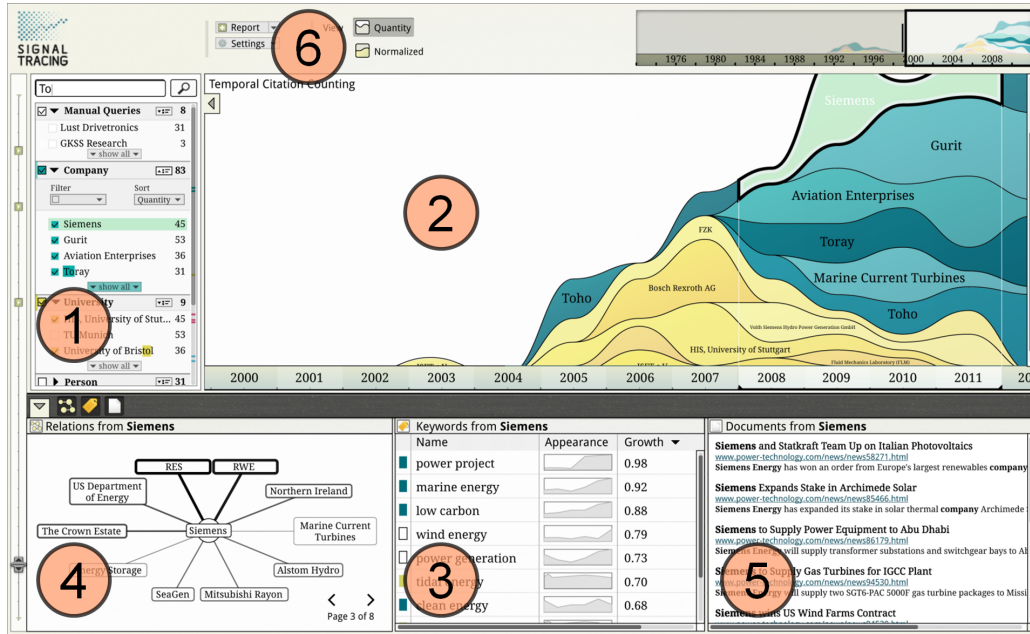 SIGNAL
TRACING
Report
Settings
View
Quantity
Normalized
6
1976 1980 1984 1988 1992 1996 2000 2004 2008
To
Manual Queries 8
Lust Drivetronics 31
GKSS Research 3
show all
Company 83
Filter Sort
Quantity
Siemens 45
Gurit 53
Aviation Enterprises 36
Toray 31
show all
University 9
HIS, University of Stut... 45
TU Munich 53
University of Bristol 36
show all
Person 31
1
Temporal Citation Counting
2
Siemens
Gurit
Aviation Enterprises
FZK
Toray
Bosch Rexroth AG
Marine Current Turbines
Toho
Toho
Voith Siemens Hydro Power Generation GmbH
HIS, University of Stuttgart
Fluid Mechanics Laboratory (FLM)
2000 2001 2002 2003 2004 2005 2006 2007 2008 2009 2010 2011 20
Relations from Siemens
RES RWE
US Department
of Energy
Northern Ireland
The Crown Estate
Siemens
Marine Current
Turbines
Energy Storage
Alstom Hydro
SeaGen Mitsubishi Rayon
Page 3 of 8
4
Keywords from Siemens
Name Appearance Growth
power project 0.98
marine energy 0.92
low carbon 0.88
wind energy 0.79
power generation 0.73
tidal energy 0.70
clean energy 0.68
3
Documents from Siemens
Siemens and Statkraft Team Up on Italian Photovoltaics
www.power-technology.com/news/news58271.html
Siemens Energy has won an order from Europe's largest renewables company
Siemens Expands Stake in Archimede Solar
www.power-technology.com/news/news85466.html
Siemens Energy has expanded its stake in solar thermal company Archimede
Siemens to Supply Power Equipment to Abu Dhabi
www.power-technology.com/news/news86179.html
Siemens Energy will supply transformer substations and switchgear bays to
Siemens to Supply Gas Turbines for IGCC Plant
www.power-technology.com/news/news94530.html
Siemens Energy will supply two SGT6-PAC 5000F gas turbine packages to Missi
Siemens wins US Wind Farms Contract
5